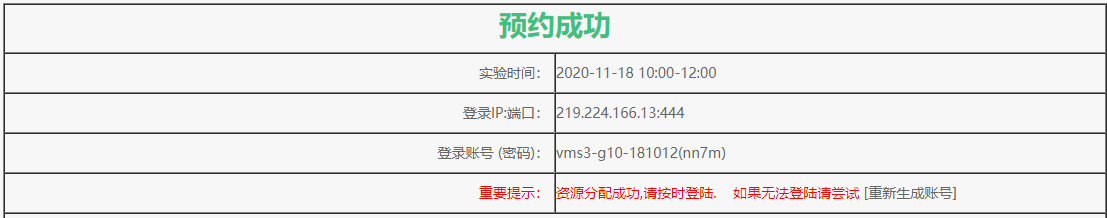 预约成功
实验时间： 2020-11-18 10:00-12:00
登录IP:端口： 219.224.166.13:444
登录账号 (密码)： vms3-g10-181012(nn7m)
重要提示： 资源分配成功,请按时登陆. 如果无法登陆请尝试 [重新生成账号]